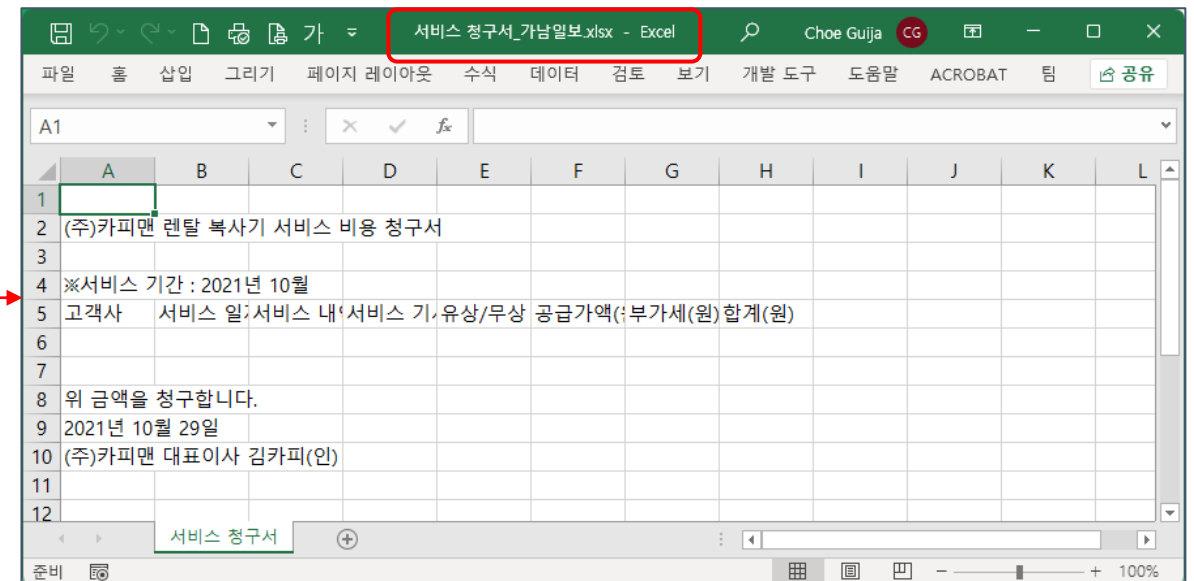 가 서비스 청구서_가남일보.xlsx - Excel Choe Guija CG
파일 홈 삽입 그리기 페이지 레이아웃 수식 데이터 검토 보기 개발 도구 도움말 ACROBAT 팀 공유
A1 fx
A B C D E F G H I J K L
1
2 (주)카피맨 렌탈 복사기 서비스 비용 청구서
3
4 ※서비스 기간 : 2021년 10월
5 고객사 서비스 서비스 서비스 유상/무상 공급가액( 부가세(원) 합계(원)
6
7
8 위 금액을 청구합니다.
9 2021년 10월 29일
10 (주)카피맨 대표이사 김카피(인)
11
12
서비스 청구서
준비 100%